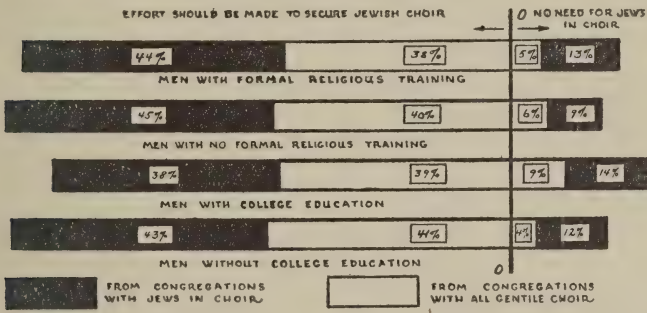 EFFORT SHOULD BE MADE TO SECURE JEWISH CHOIR
O NO NEED FOR JEWS
IN CHOIR
44% 38% 5% 13%
MEN WITH FORMAL RELIGIOUS TRAINING
45% 40% 6% 9%
MEN WITH NO FORMAL RELIGIOUS TRAINING
38% 39% 9% 14%
MEN WITH COLLEGE EDUCATION
43% 41% 4% 12%
MEN WITHOUT COLLEGE EDUCATION
O
FROM CONGREGATIONS
WITH JEWS IN CHOIR
FROM CONGREGATIONS
WITH ALL GENTILE CHOIR